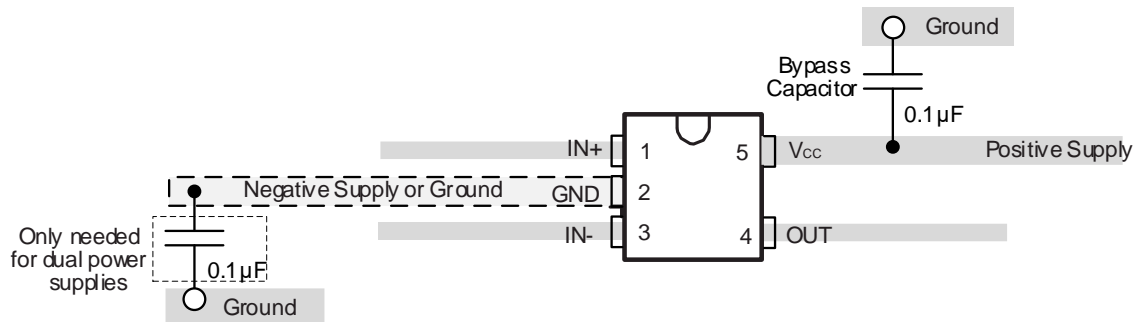 Ground
Bypass
Capacitor
0.1µF
IN+
1
5
VCC
Positive Supply
Negative Supply or Ground
GND
2
Only needed
for dual power
supplies
0.1µF
IN-
3
4
OUT
Ground